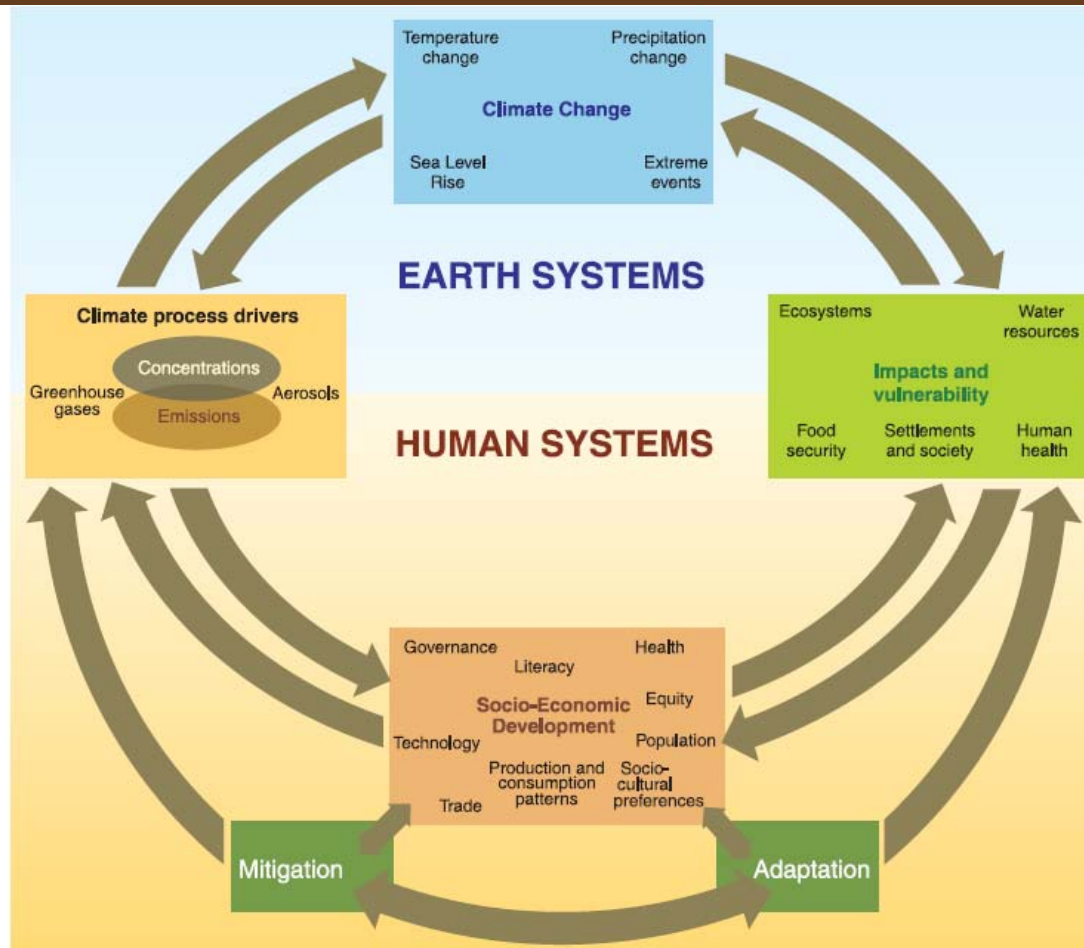 Temperature
change
Precipitation
change
Climate Change
Sea Level
Rise
Extreme
events
EARTH SYSTEMS
Climate process drivers
Concentrations
Greenhouse
gases
Aerosols
Emissions
Ecosystems
Water
resources
Impacts and
vulnerability
Food
security
Settlements
and society
Human
health
HUMAN SYSTEMS
Governance
Literacy
Health
Socio-Economic
Development
Equity
Technology
Population
Production and
consumption
patterns
Socio-
cultural
preferences
Trade
Mitigation
Adaptation